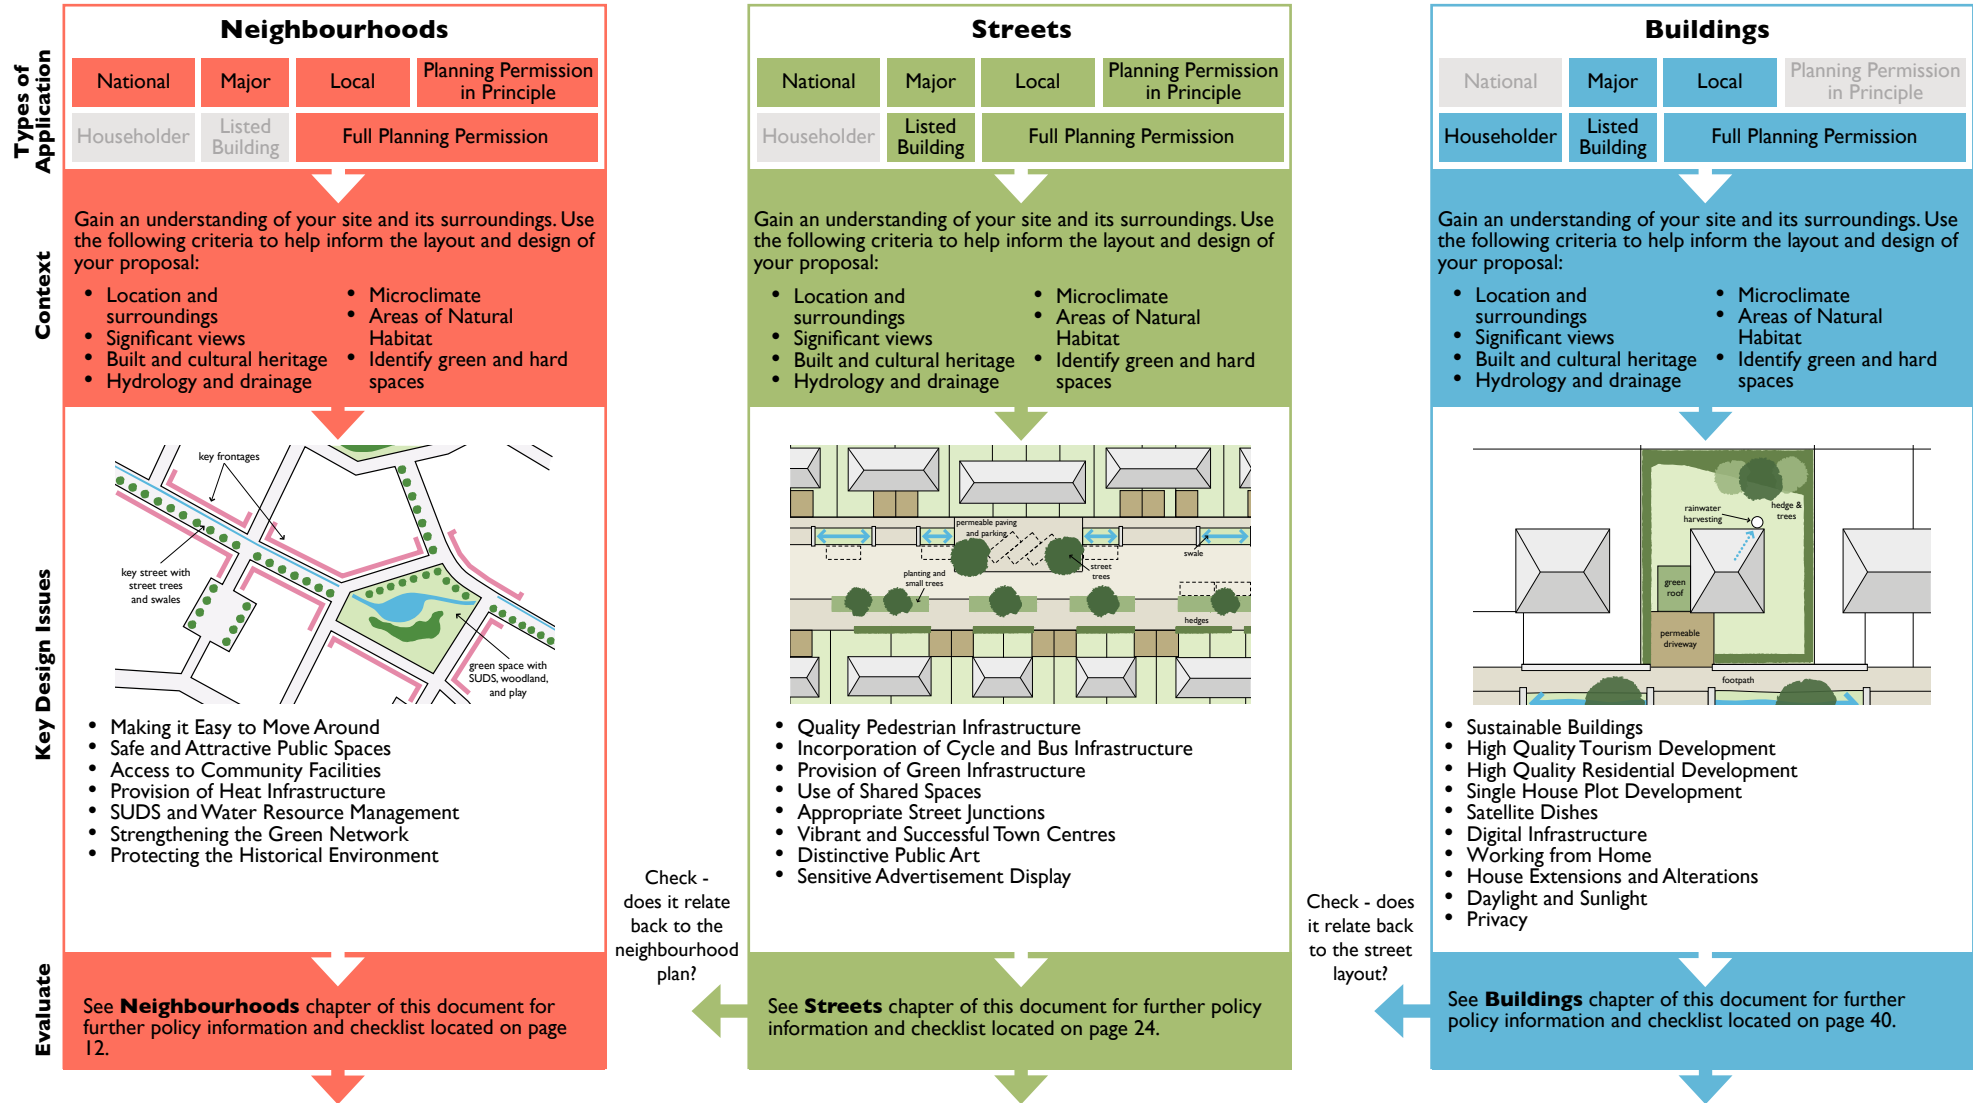 Neighbourhoods
Types of
Application
National
Major
Local
Planning Permission
in Principle
Householder
Listed
Building
Full Planning Permission
Context
Gain an understanding of your site and its surroundings. Use
the following criteria to help inform the layout and design of
your proposal:
• Location and
surroundings
• Significant views
• Built and cultural heritage
• Hydrology and drainage
• Microclimate
• Areas of Natural
Habitat
• Identify green and hard
spaces
Key Design Issues
key frontages
key street with
street trees
and swales
green space with
SUDS, woodland,
and play
• Making it Easy to Move Around
• Safe and Attractive Public Spaces
• Access to Community Facilities
• Provision of Heat Infrastructure
• SUDS and Water Resource Management
• Strengthening the Green Network
• Protecting the Historical Environment
Evaluate
See Neighbourhoods chapter of this document for
further policy information and checklist located on page
12.
Check -
does it relate
back to the
neighbourhood
plan?
Streets
National
Major
Local
Planning Permission
in Principle
Householder
Listed
Building
Full Planning Permission
Gain an understanding of your site and its surroundings. Use
the following criteria to help inform the layout and design of
your proposal:
• Location and
surroundings
• Significant views
• Built and cultural heritage
• Hydrology and drainage
• Microclimate
• Areas of Natural
Habitat
• Identify green and hard
spaces
permeable paving
and parking
swale
street
trees
planting and
small trees
hedges
• Quality Pedestrian Infrastructure
• Incorporation of Cycle and Bus Infrastructure
• Provision of Green Infrastructure
• Use of Shared Spaces
• Appropriate Street Junctions
• Vibrant and Successful Town Centres
• Distinctive Public Art
• Sensitive Advertisement Display
See Streets chapter of this document for further policy
information and checklist located on page 24.
Check - does
it relate back
to the street
layout?
Buildings
National
Major
Local
Planning Permission
in Principle
Householder
Listed
Building
Full Planning Permission
Gain an understanding of your site and its surroundings. Use
the following criteria to help inform the layout and design of
your proposal:
• Location and
surroundings
• Significant views
• Built and cultural heritage
• Hydrology and drainage
• Microclimate
• Areas of Natural
Habitat
• Identify green and hard
spaces
rainwater
harvesting
hedge &
trees
green
roof
permeable
driveway
footpath
• Sustainable Buildings
• High Quality Tourism Development
• High Quality Residential Development
• Single House Plot Development
• Satellite Dishes
• Digital Infrastructure
• Working from Home
• House Extensions and Alterations
• Daylight and Sunlight
• Privacy
See Buildings chapter of this document for further
policy information and checklist located on page 40.